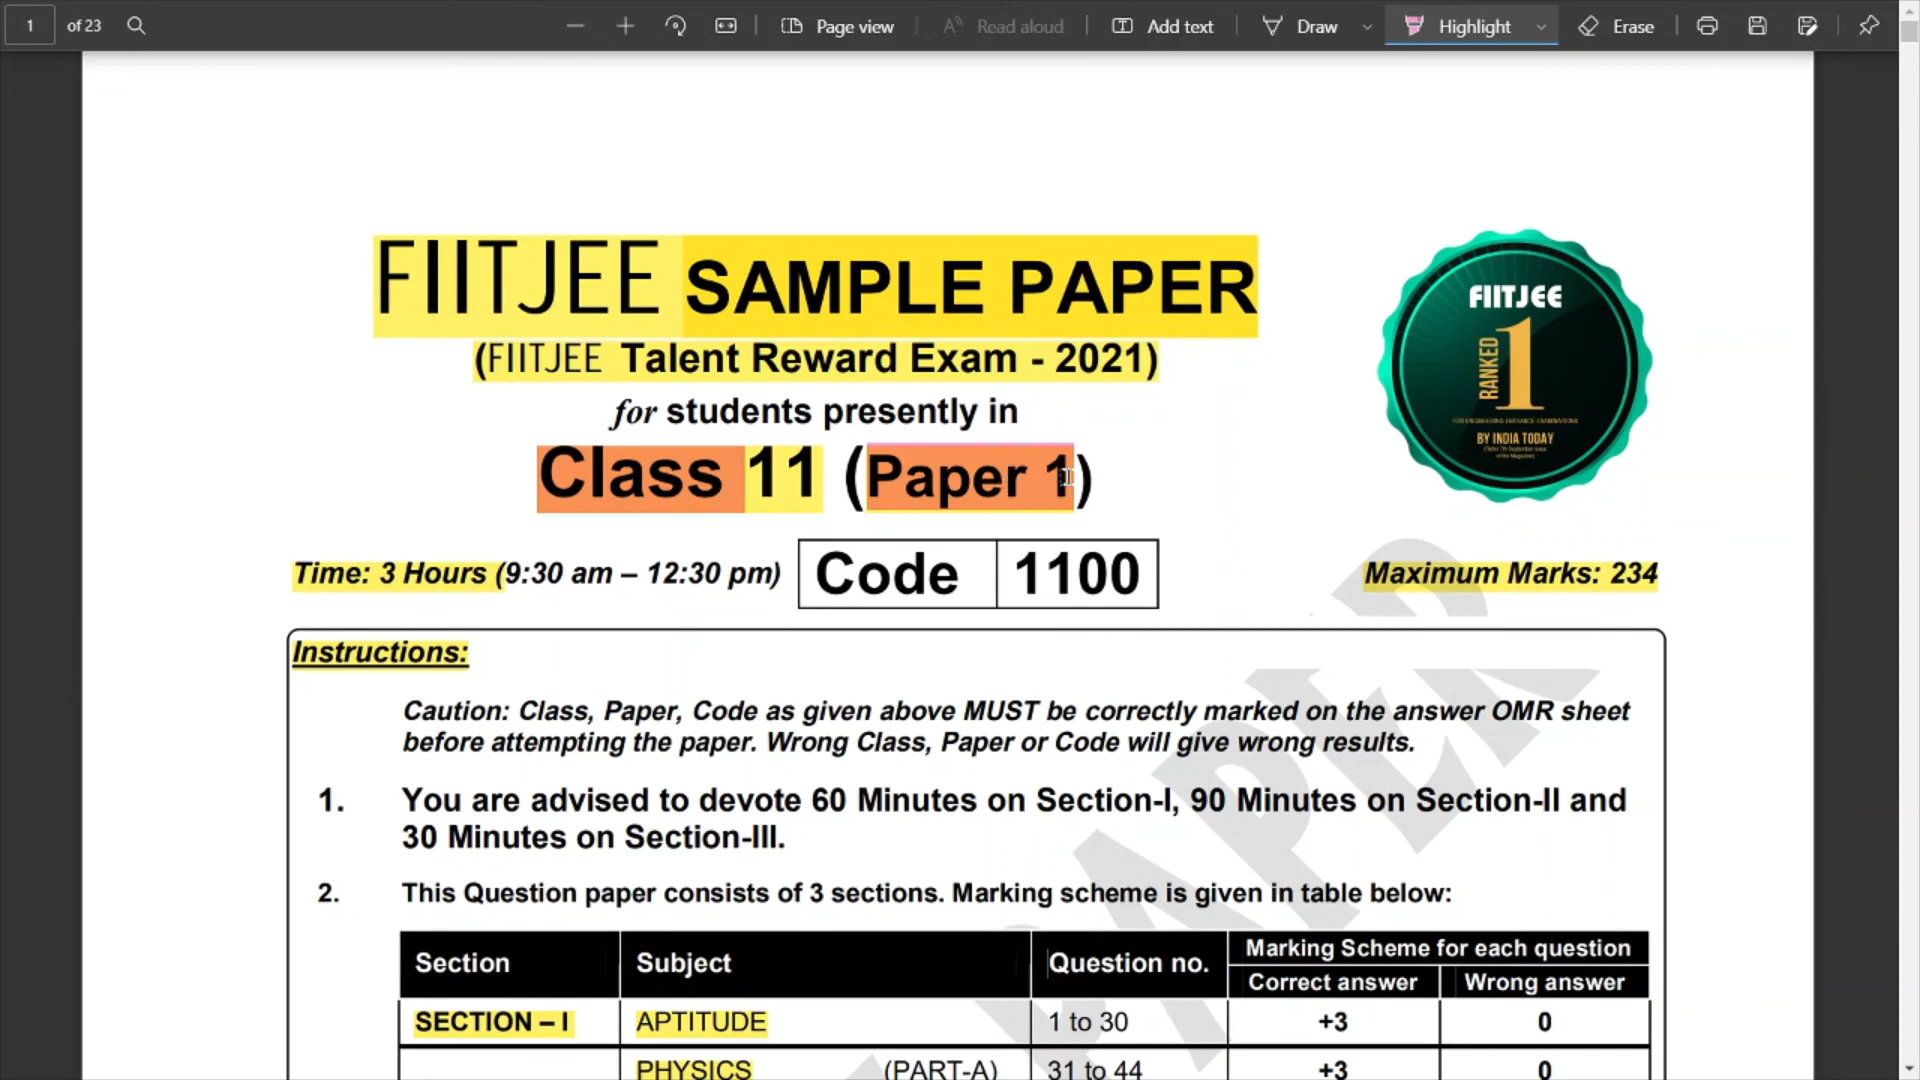 1 of 23 Page view Read aloud Add text Draw Highlight Erase
FIITJEE SAMPLE PAPER
(FIITJEE Talent Reward Exam - 2021)
for students presently in
Class 11 (Paper 1)
FIITJEE
RANKED 1
FOR ENGINEERING ENTRANCE EXAMINATIONS
BY INDIA TODAY
Time: 3 Hours (9:30 am – 12:30 pm) Code 1100 Maximum Marks: 234
Instructions:
Caution: Class, Paper, Code as given above MUST be correctly marked on the answer OMR sheet
before attempting the paper. Wrong Class, Paper or Code will give wrong results.
1. You are advised to devote 60 Minutes on Section-I, 90 Minutes on Section-II and
30 Minutes on Section-III.
2. This Question paper consists of 3 sections. Marking scheme is given in table below:
Section Subject Question no. Marking Scheme for each question
Correct answer Wrong answer
SECTION – I APTITUDE 1 to 30 +3 0
PHYSICS (PART-A) 31 to 44 +3 0
PAPER